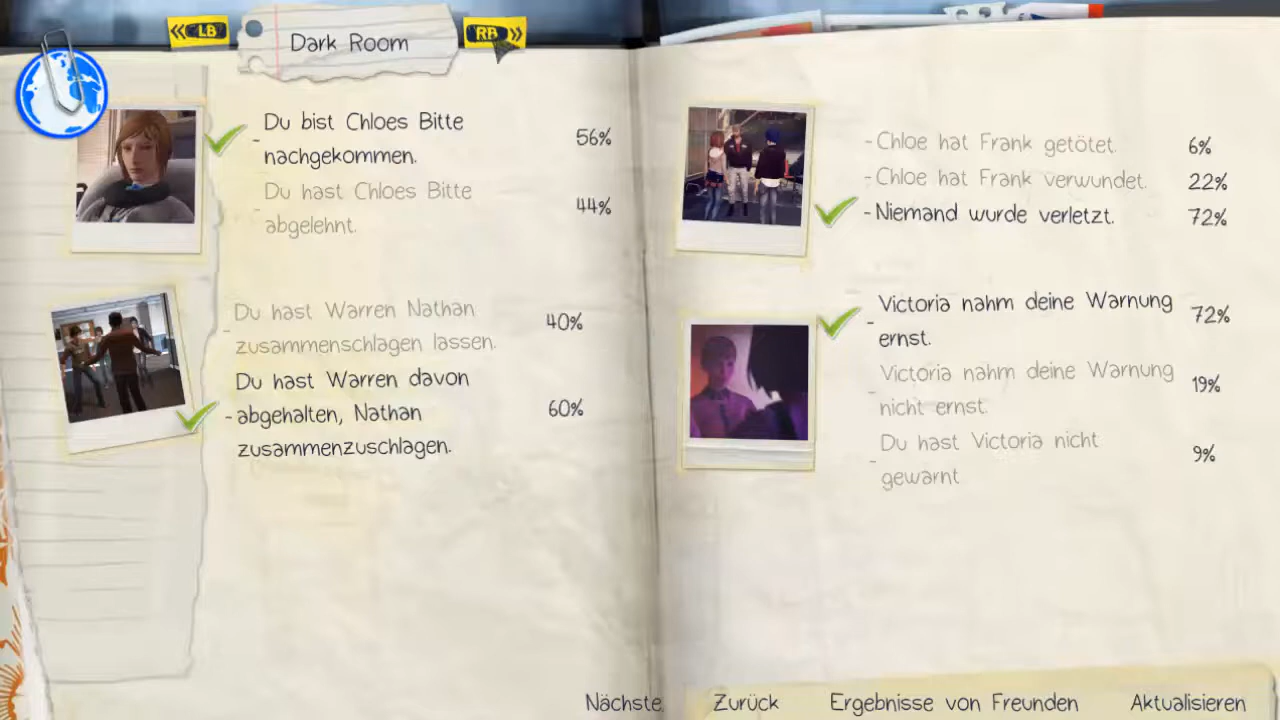 LB
Dark Room
RB
Du bist Chloes Bitte
nachgekommen.
56%
Du hast Chloes Bitte
abgelehnt.
44%
Du hast Warren Nathan
zusammenschlagen lassen.
40%
Du hast Warren davon
abgehalten, Nathan
zusammenzuschlagen.
60%
- Chloe hat Frank getötet. 6%
- Chloe hat Frank verwundet. 22%
- Niemand wurde verletzt. 72%
Victoria nahm deine Warnung
ernst.
72%
Victoria nahm deine Warnung
nicht ernst.
19%
Du hast Victoria nicht
gewarnt.
9%
Nächste Zurück Ergebnisse von Freunden Aktualisieren